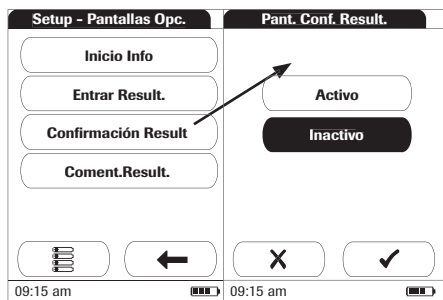 Setup - Pantallas Opc.
Inicio Info
Entrar Result.
Confirmación Result
Coment.Result.
09:15 am
Pant. Conf. Result.
Activo
Inactivo
09:15 am